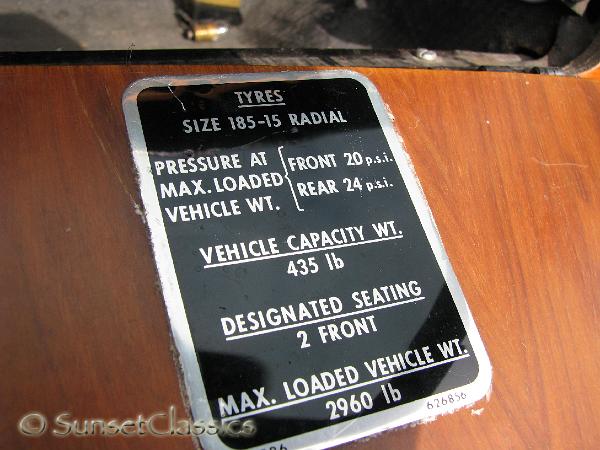 TYRES
SIZE 185-15 RADIAL
PRESSURE AT
MAX. LOADED
VEHICLE WT.
FRONT 20 p.s.i.
REAR 24 p.s.i.
VEHICLE CAPACITY WT.
435 lb
DESIGNATED SEATING
2 FRONT
MAX. LOADED VEHICLE WT.
2960 lb
626856
© SunsetClassics